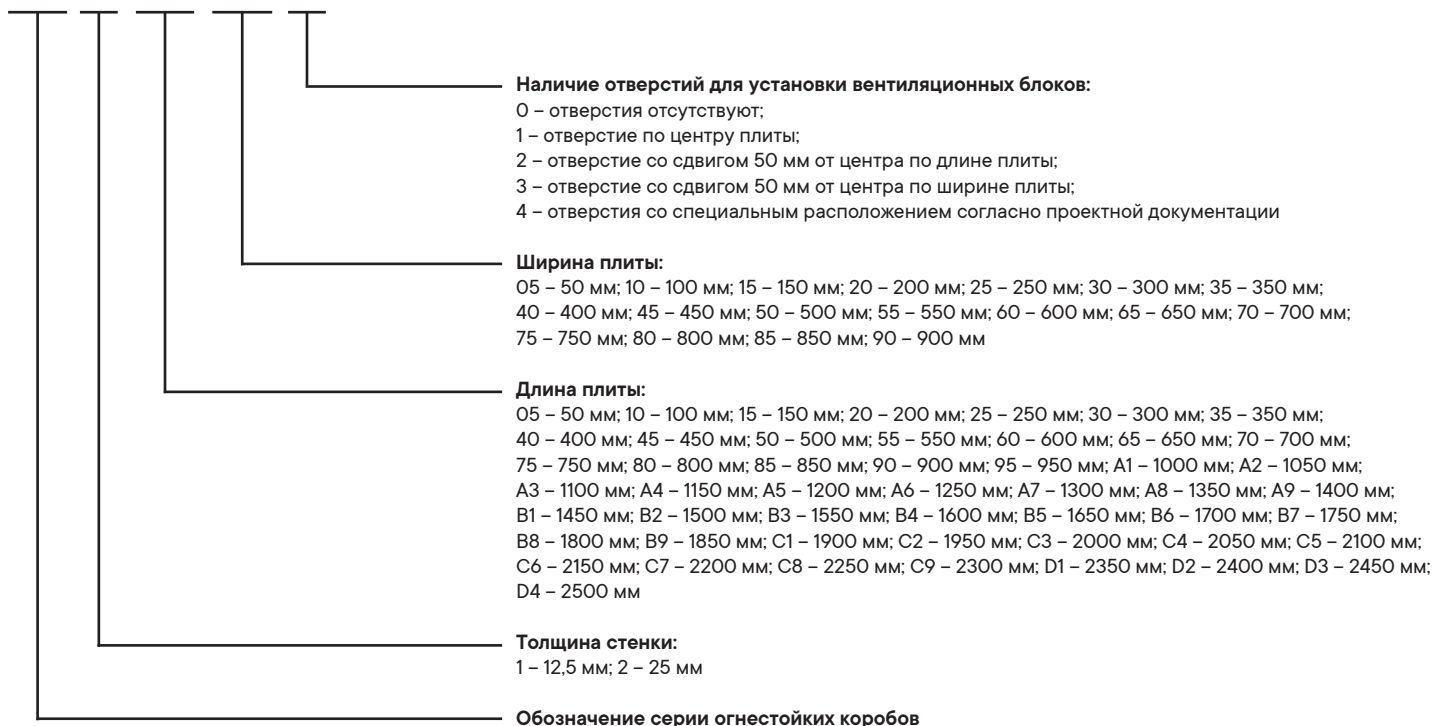 Наличие отверстий для установки вентиляционных блоков:
0 – отверстия отсутствуют;
1 – отверстие по центру плиты;
2 – отверстие со сдвигом 50 мм от центра по длине плиты;
3 – отверстие со сдвигом 50 мм от центра по ширине плиты;
4 – отверстия со специальным расположением согласно проектной документации
Ширина плиты:
05 – 50 мм; 10 – 100 мм; 15 – 150 мм; 20 – 200 мм; 25 – 250 мм; 30 – 300 мм; 35 – 350 мм;
40 – 400 мм; 45 – 450 мм; 50 – 500 мм; 55 – 550 мм; 60 – 600 мм; 65 – 650 мм; 70 – 700 мм;
75 – 750 мм; 80 – 800 мм; 85 – 850 мм; 90 – 900 мм
Длина плиты:
05 – 50 мм; 10 – 100 мм; 15 – 150 мм; 20 – 200 мм; 25 – 250 мм; 30 – 300 мм; 35 – 350 мм;
40 – 400 мм; 45 – 450 мм; 50 – 500 мм; 55 – 550 мм; 60 – 600 мм; 65 – 650 мм; 70 – 700 мм;
75 – 750 мм; 80 – 800 мм; 85 – 850 мм; 90 – 900 мм; 95 – 950 мм; A1 – 1000 мм; A2 – 1050 мм;
A3 – 1100 мм; A4 – 1150 мм; A5 – 1200 мм; A6 – 1250 мм; A7 – 1300 мм; A8 – 1350 мм; A9 – 1400 мм;
B1 – 1450 мм; B2 – 1500 мм; B3 – 1550 мм; B4 – 1600 мм; B5 – 1650 мм; B6 – 1700 мм; B7 – 1750 мм;
B8 – 1800 мм; B9 – 1850 мм; C1 – 1900 мм; C2 – 1950 мм; C3 – 2000 мм; C4 – 2050 мм; C5 – 2100 мм;
C6 – 2150 мм; C7 – 2200 мм; C8 – 2250 мм; C9 – 2300 мм; D1 – 2350 мм; D2 – 2400 мм; D3 – 2450 мм;
D4 – 2500 мм
Толщина стенки:
1 – 12,5 мм; 2 – 25 мм
Обозначение серии огнестойких коробов